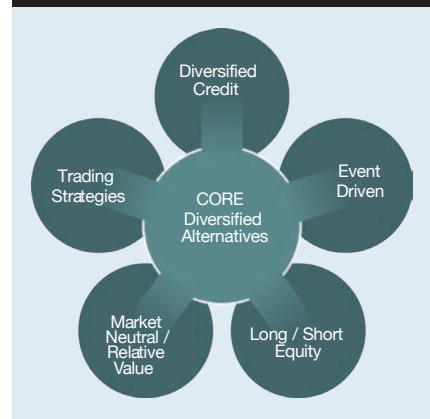 Diversified
Credit
Trading
Strategies
Event
Driven
CORE
Diversified
Alternatives
Market
Neutral /
Relative
Value
Long / Short
Equity